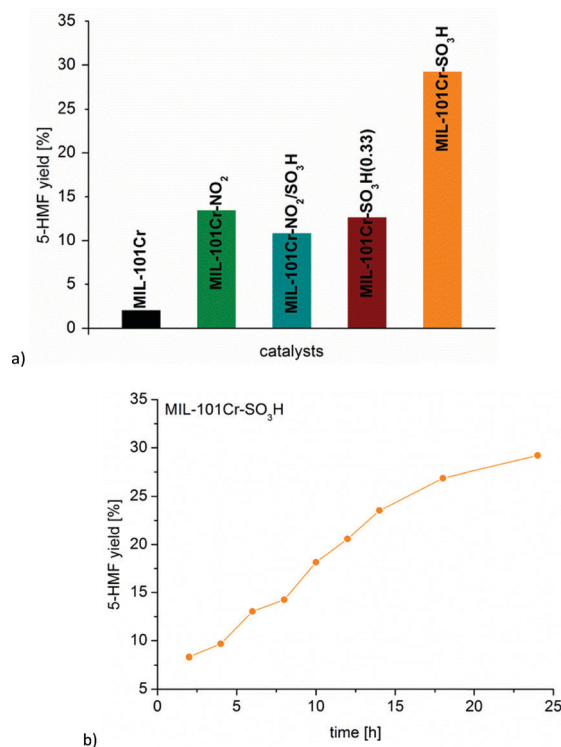 35
30
25
20
15
10
5
0
5-HMF yield [%]
MIL-101Cr
MIL-101Cr-NO₂
MIL-101Cr-NO₂/SO₃H
MIL-101Cr-SO₃H(0.33)
MIL-101Cr-SO₃H
catalysts
a)
MIL-101Cr-SO₃H
35
30
25
20
15
10
5
5-HMF yield [%]
0 5 10 15 20 25
time [h]
b)